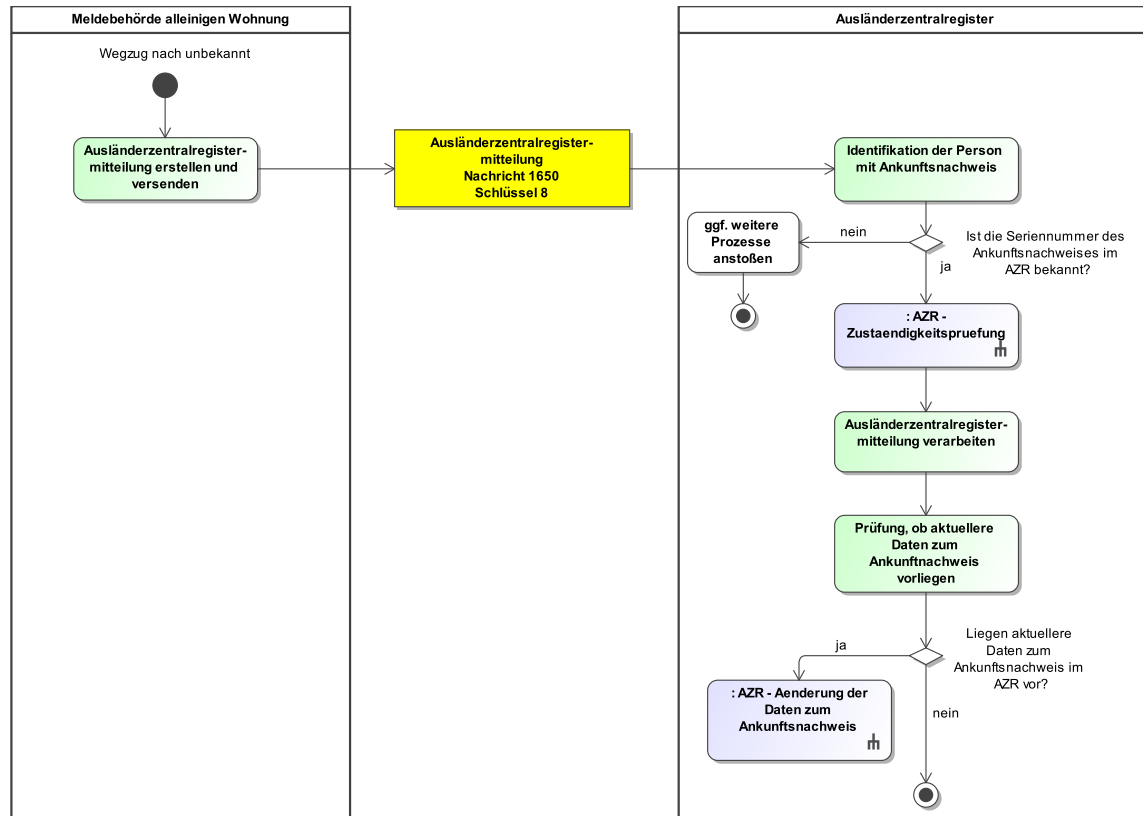 Meldebehörde alleinigen Wohnung
Wegzug nach unbekannt
Ausländerzentralregister-
mitteilung erstellen und
versenden
Ausländerzentralregister-
mitteilung
Nachricht 1650
Schlüssel 8
Ausländerzentralregister
Identifikation der Person
mit Ankunftsnachweis
ggf. weitere
Prozesse
anstoßen
nein
Ist die Seriennummer des
Ankunftsnachweises im
AZR bekannt?
ja
: AZR -
Zustaendigkeitspruefung
Ausländerzentralregister-
mitteilung verarbeiten
Prüfung, ob aktuellere
Daten zum
Ankunftnachweis
vorliegen
Liegen aktuellere
Daten zum
Ankunftsnachweis im
AZR vor?
ja
: AZR - Aenderung der
Daten zum
Ankunftsnachweis
nein